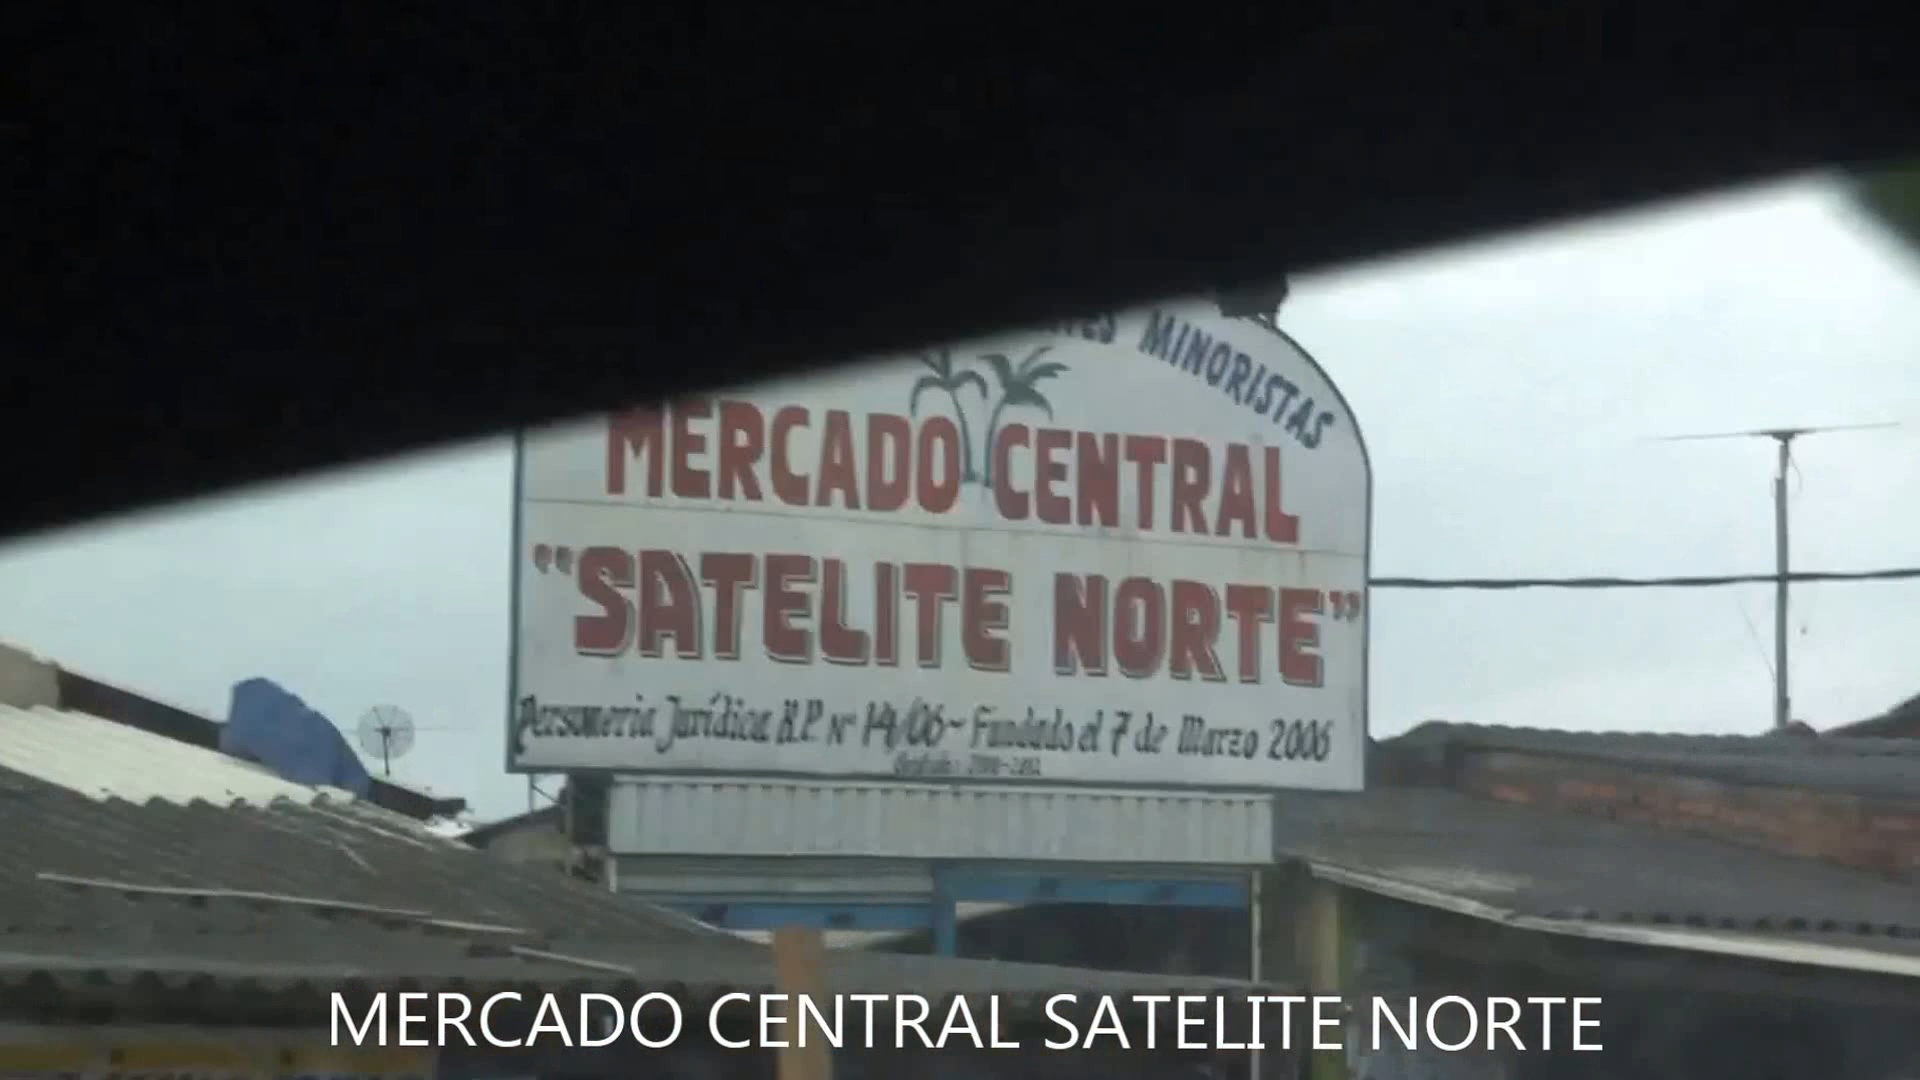 MINORISTAS
MERCADO CENTRAL
"SATELITE NORTE"
Personeria Jurídica R.P. Nº 14/06 ~ Fundado el 7 de Marzo 2006
MERCADO CENTRAL SATELITE NORTE